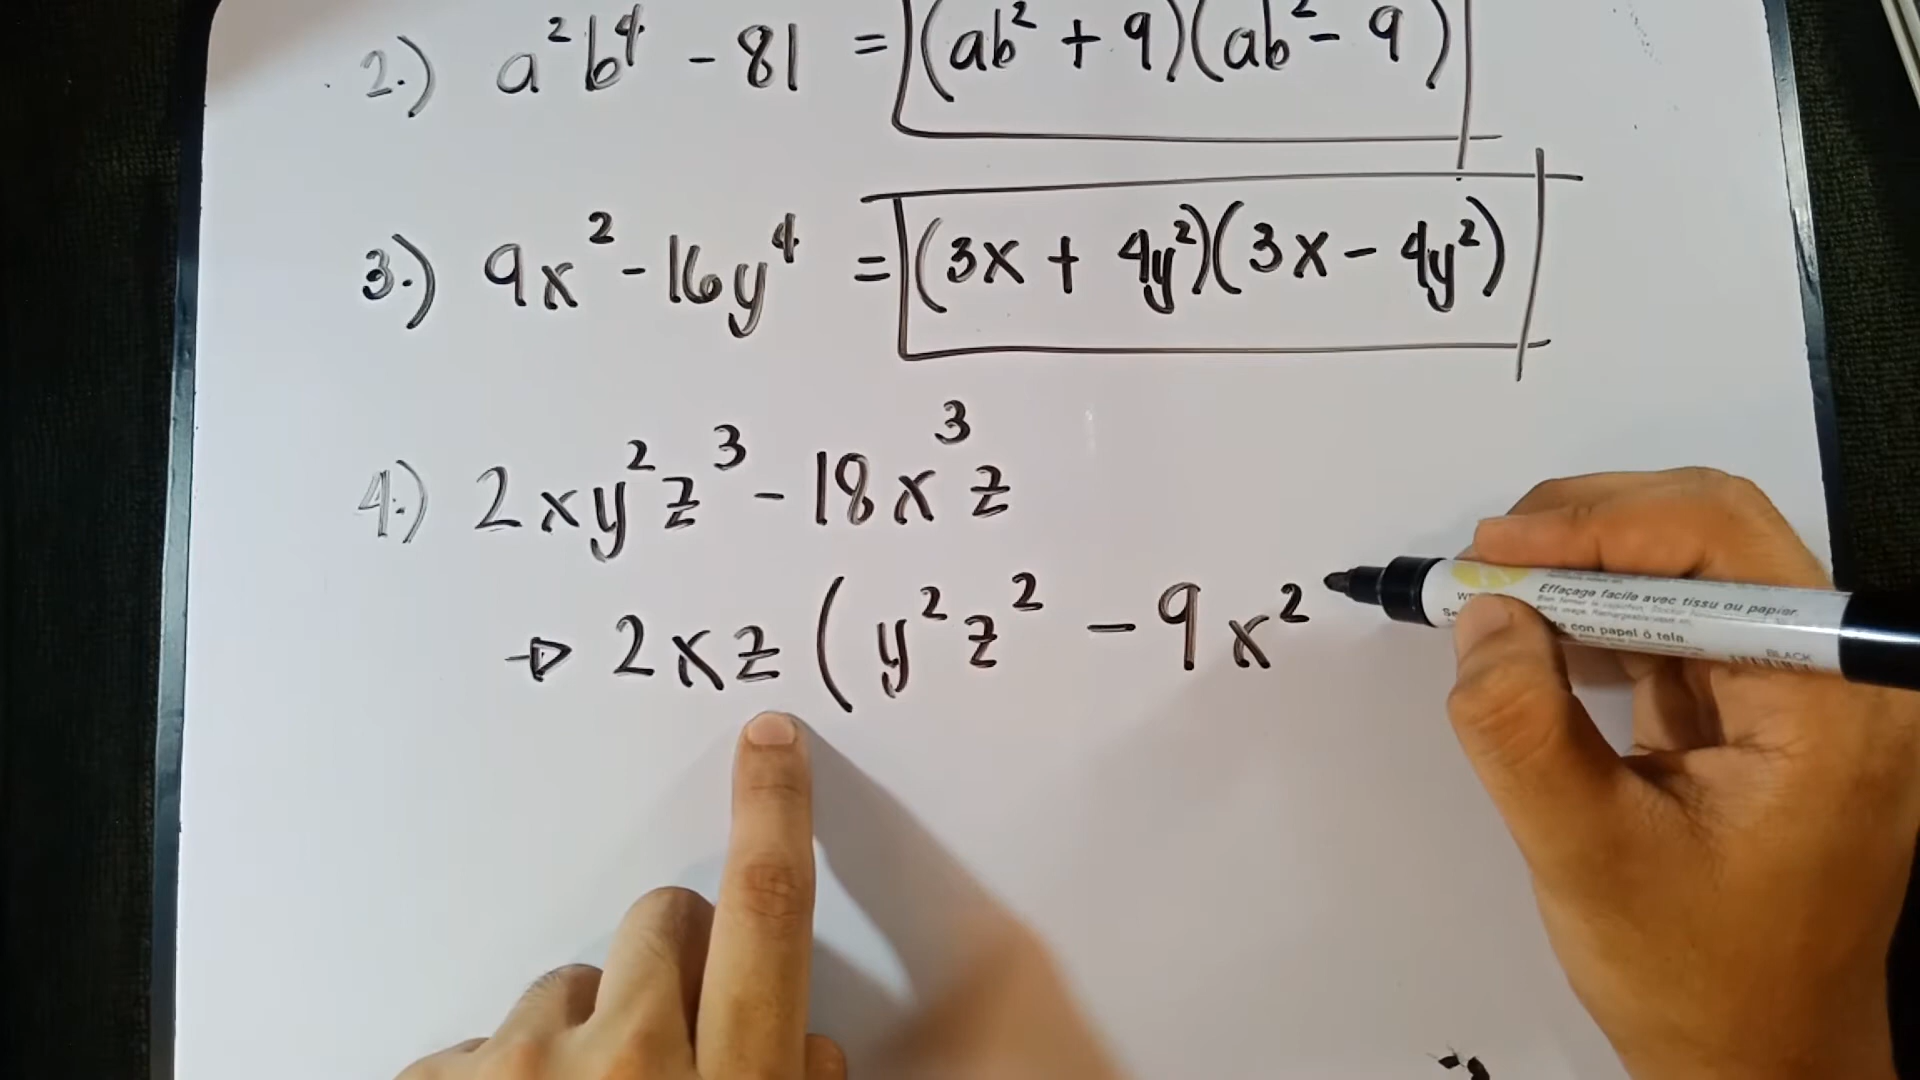 2.) a²b⁴ - 81 = (ab² + 9)(ab² - 9)
3.) 9x² - 16y⁴ = (3x + 4y²)(3x - 4y²)
4.) 2xy²z³ - 18x³z
→ 2xz (y²z² - 9x²
Effaçage facile avec tissu ou papier.
con papel ó tela.
BLACK